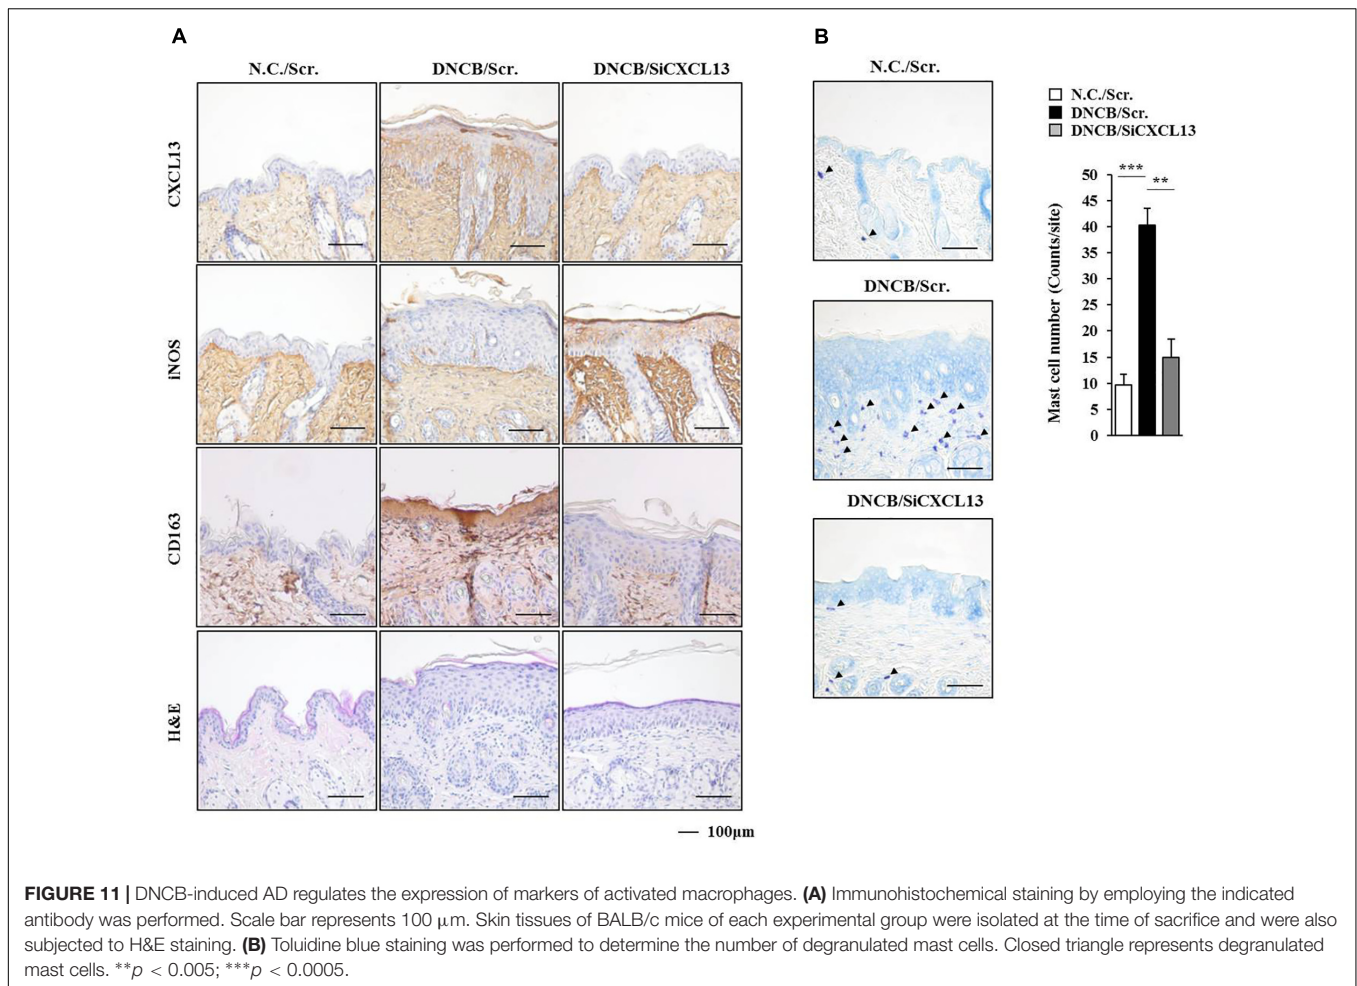 A
N.C./Scr.
DNCB/Scr.
DNCB/SiCXCL13
CXCL13
iNOS
CD163
H&E
100μm
B
N.C./Scr.
DNCB/Scr.
DNCB/SiCXCL13
N.C./Scr.
DNCB/Scr.
DNCB/SiCXCL13
***
**
Mast cell number (Counts/site)
50
45
40
35
30
25
20
15
10
5
0
FIGURE 11 | DNCB-induced AD regulates the expression of markers of activated macrophages. (A) Immunohistochemical staining by employing the indicated
antibody was performed. Scale bar represents 100 μm. Skin tissues of BALB/c mice of each experimental group were isolated at the time of sacrifice and were also
subjected to H&E staining. (B) Toluidine blue staining was performed to determine the number of degranulated mast cells. Closed triangle represents degranulated
mast cells. **p < 0.005; ***p < 0.0005.